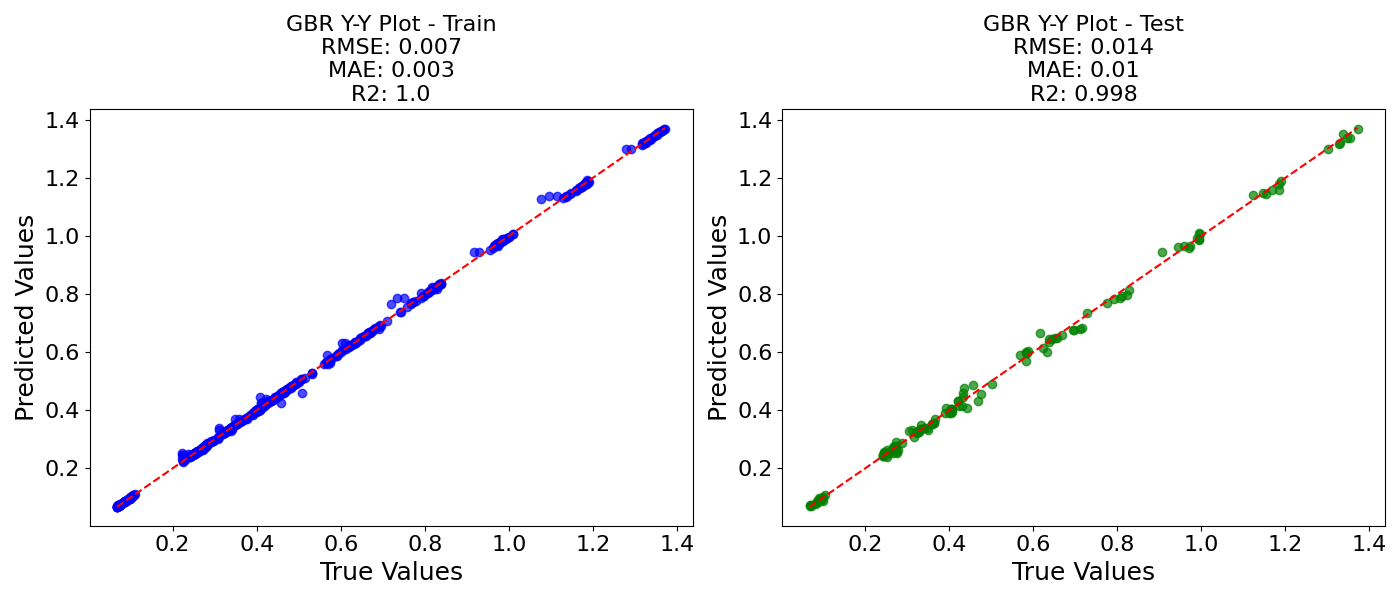 GBR Y-Y Plot - Train
RMSE: 0.007
MAE: 0.003
R2: 1.0
1.4
1.2
1.0
0.8
0.6
0.4
0.2
Predicted Values
0.2 0.4 0.6 0.8 1.0 1.2 1.4
True Values
GBR Y-Y Plot - Test
RMSE: 0.014
MAE: 0.01
R2: 0.998
1.4
1.2
1.0
0.8
0.6
0.4
0.2
Predicted Values
0.2 0.4 0.6 0.8 1.0 1.2 1.4
True Values